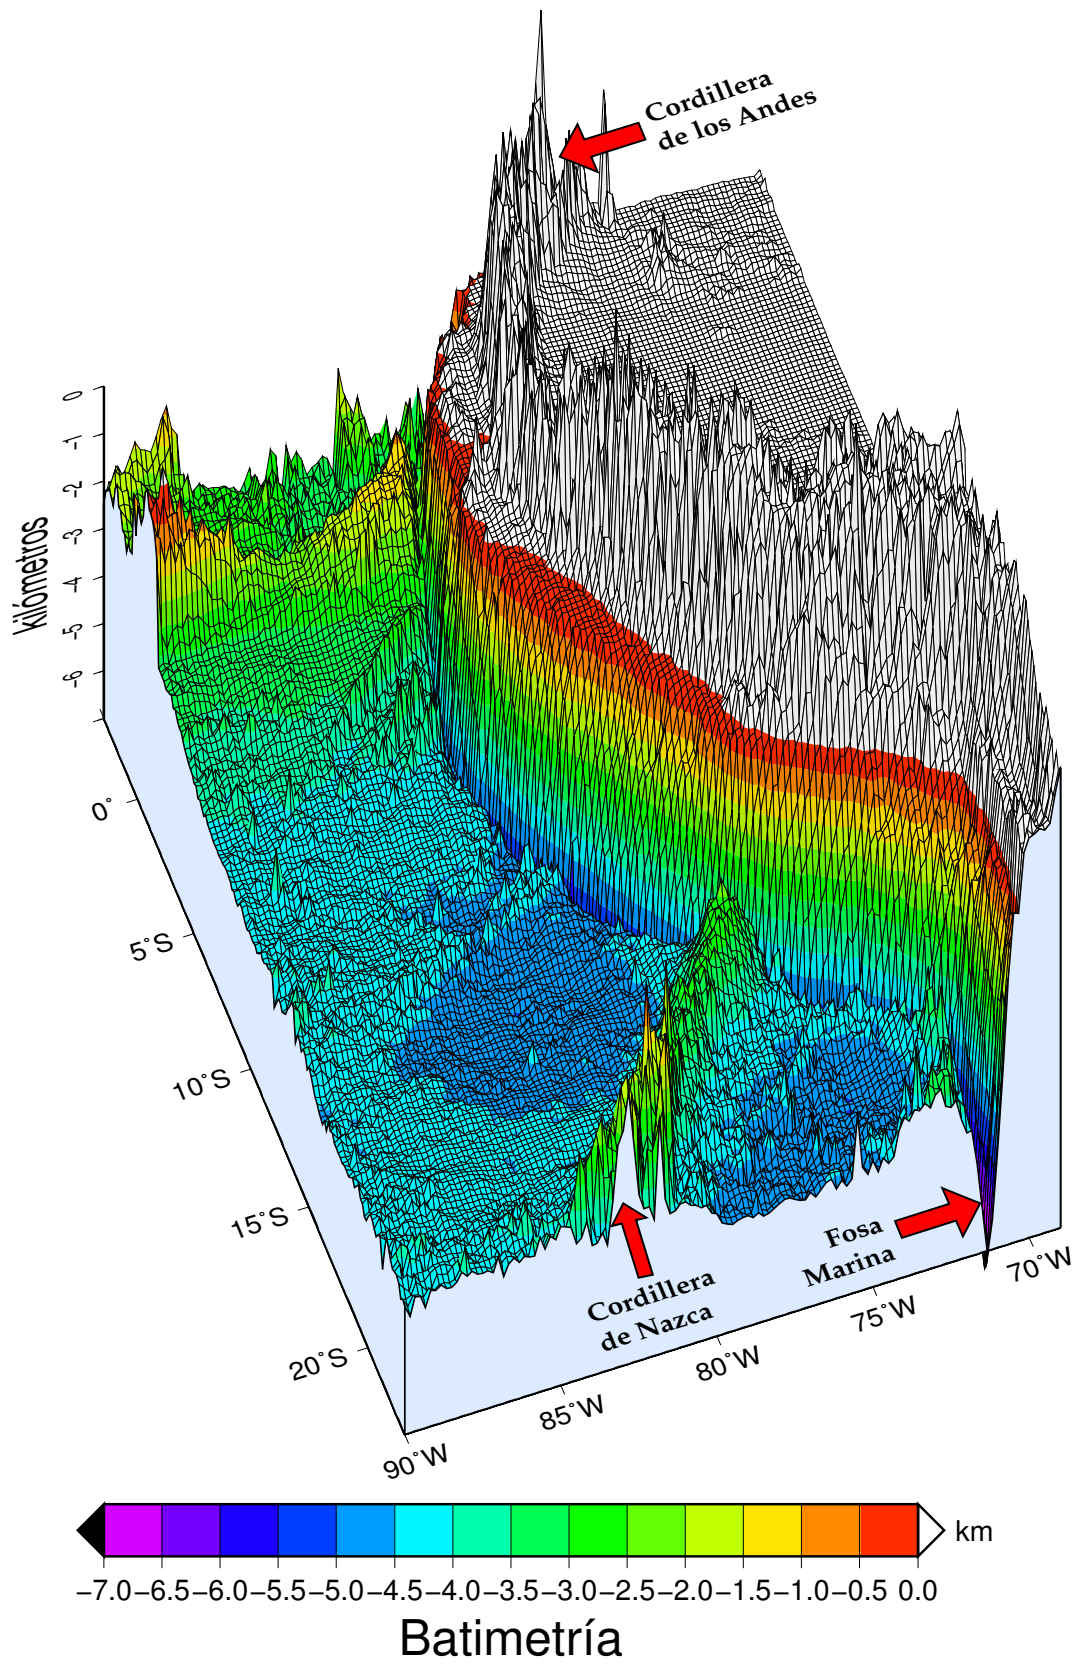 Cordillera
de los Andes
0
-1
-2
-3
-4
-5
-6
kilómetros
0°
5°S
10°S
15°S
20°S
90°W
85°W
80°W
75°W
70°W
Fosa
Marina
Cordillera
de Nazca
−7.0−6.5−6.0−5.5−5.0−4.5−4.0−3.5−3.0−2.5−2.0−1.5−1.0−0.5 0.0
km
Batimetría